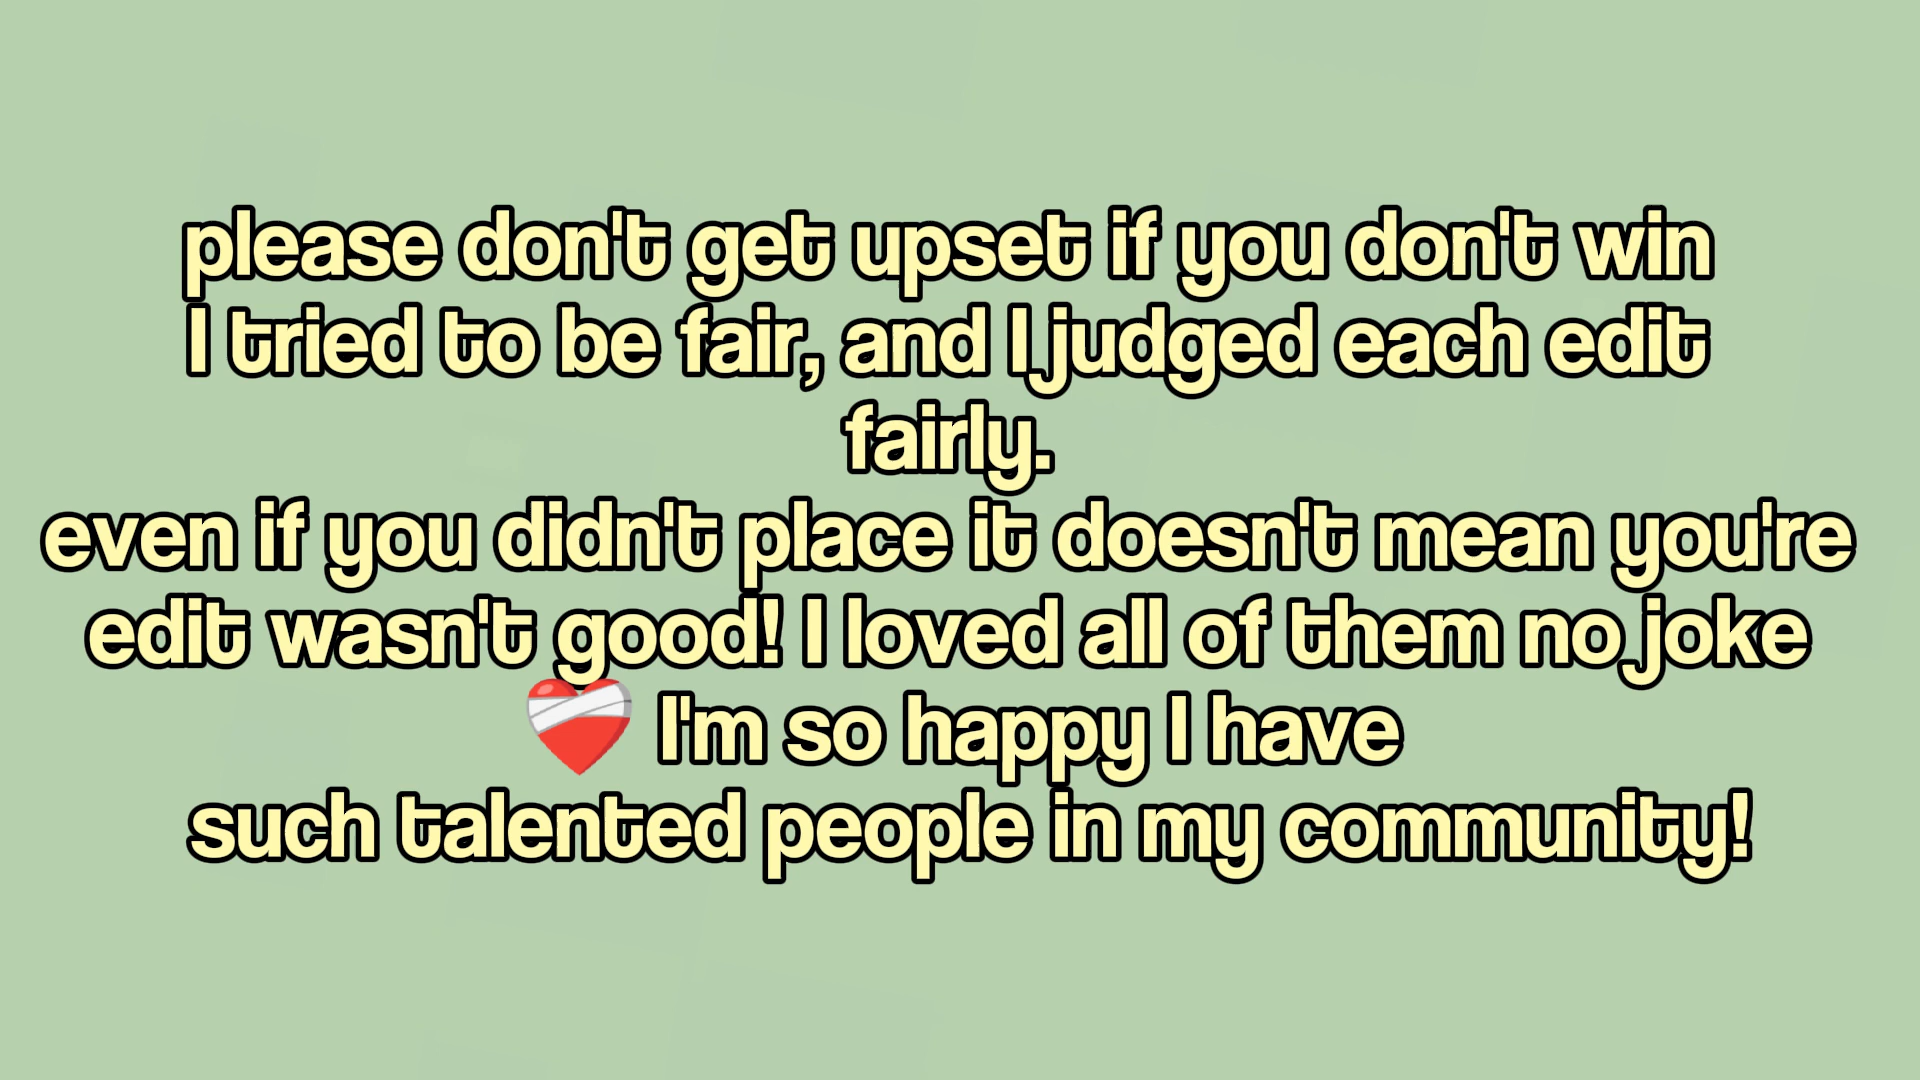 please don't get upset if you don't win
I tried to be fair, and I judged each edit
fairly.
even if you didn't place it doesn't mean you're
edit wasn't good! I loved all of them no joke
❤️‍🩹 I'm so happy I have
such talented people in my community!